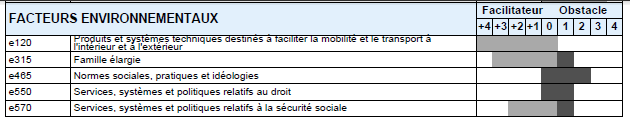 FACTEURS ENVIRONNEMENTAUX
Facilitateur Obstacle
+4 +3 +2 +1 0 1 2 3 4
e120 Produits et systèmes techniques destinés à faciliter la mobilité et le transport à
l'intérieur et à l'extérieur
e315 Famille élargie
e465 Normes sociales, pratiques et idéologies
e550 Services, systèmes et politiques relatifs au droit
e570 Services, systèmes et politiques relatifs à la sécurité sociale